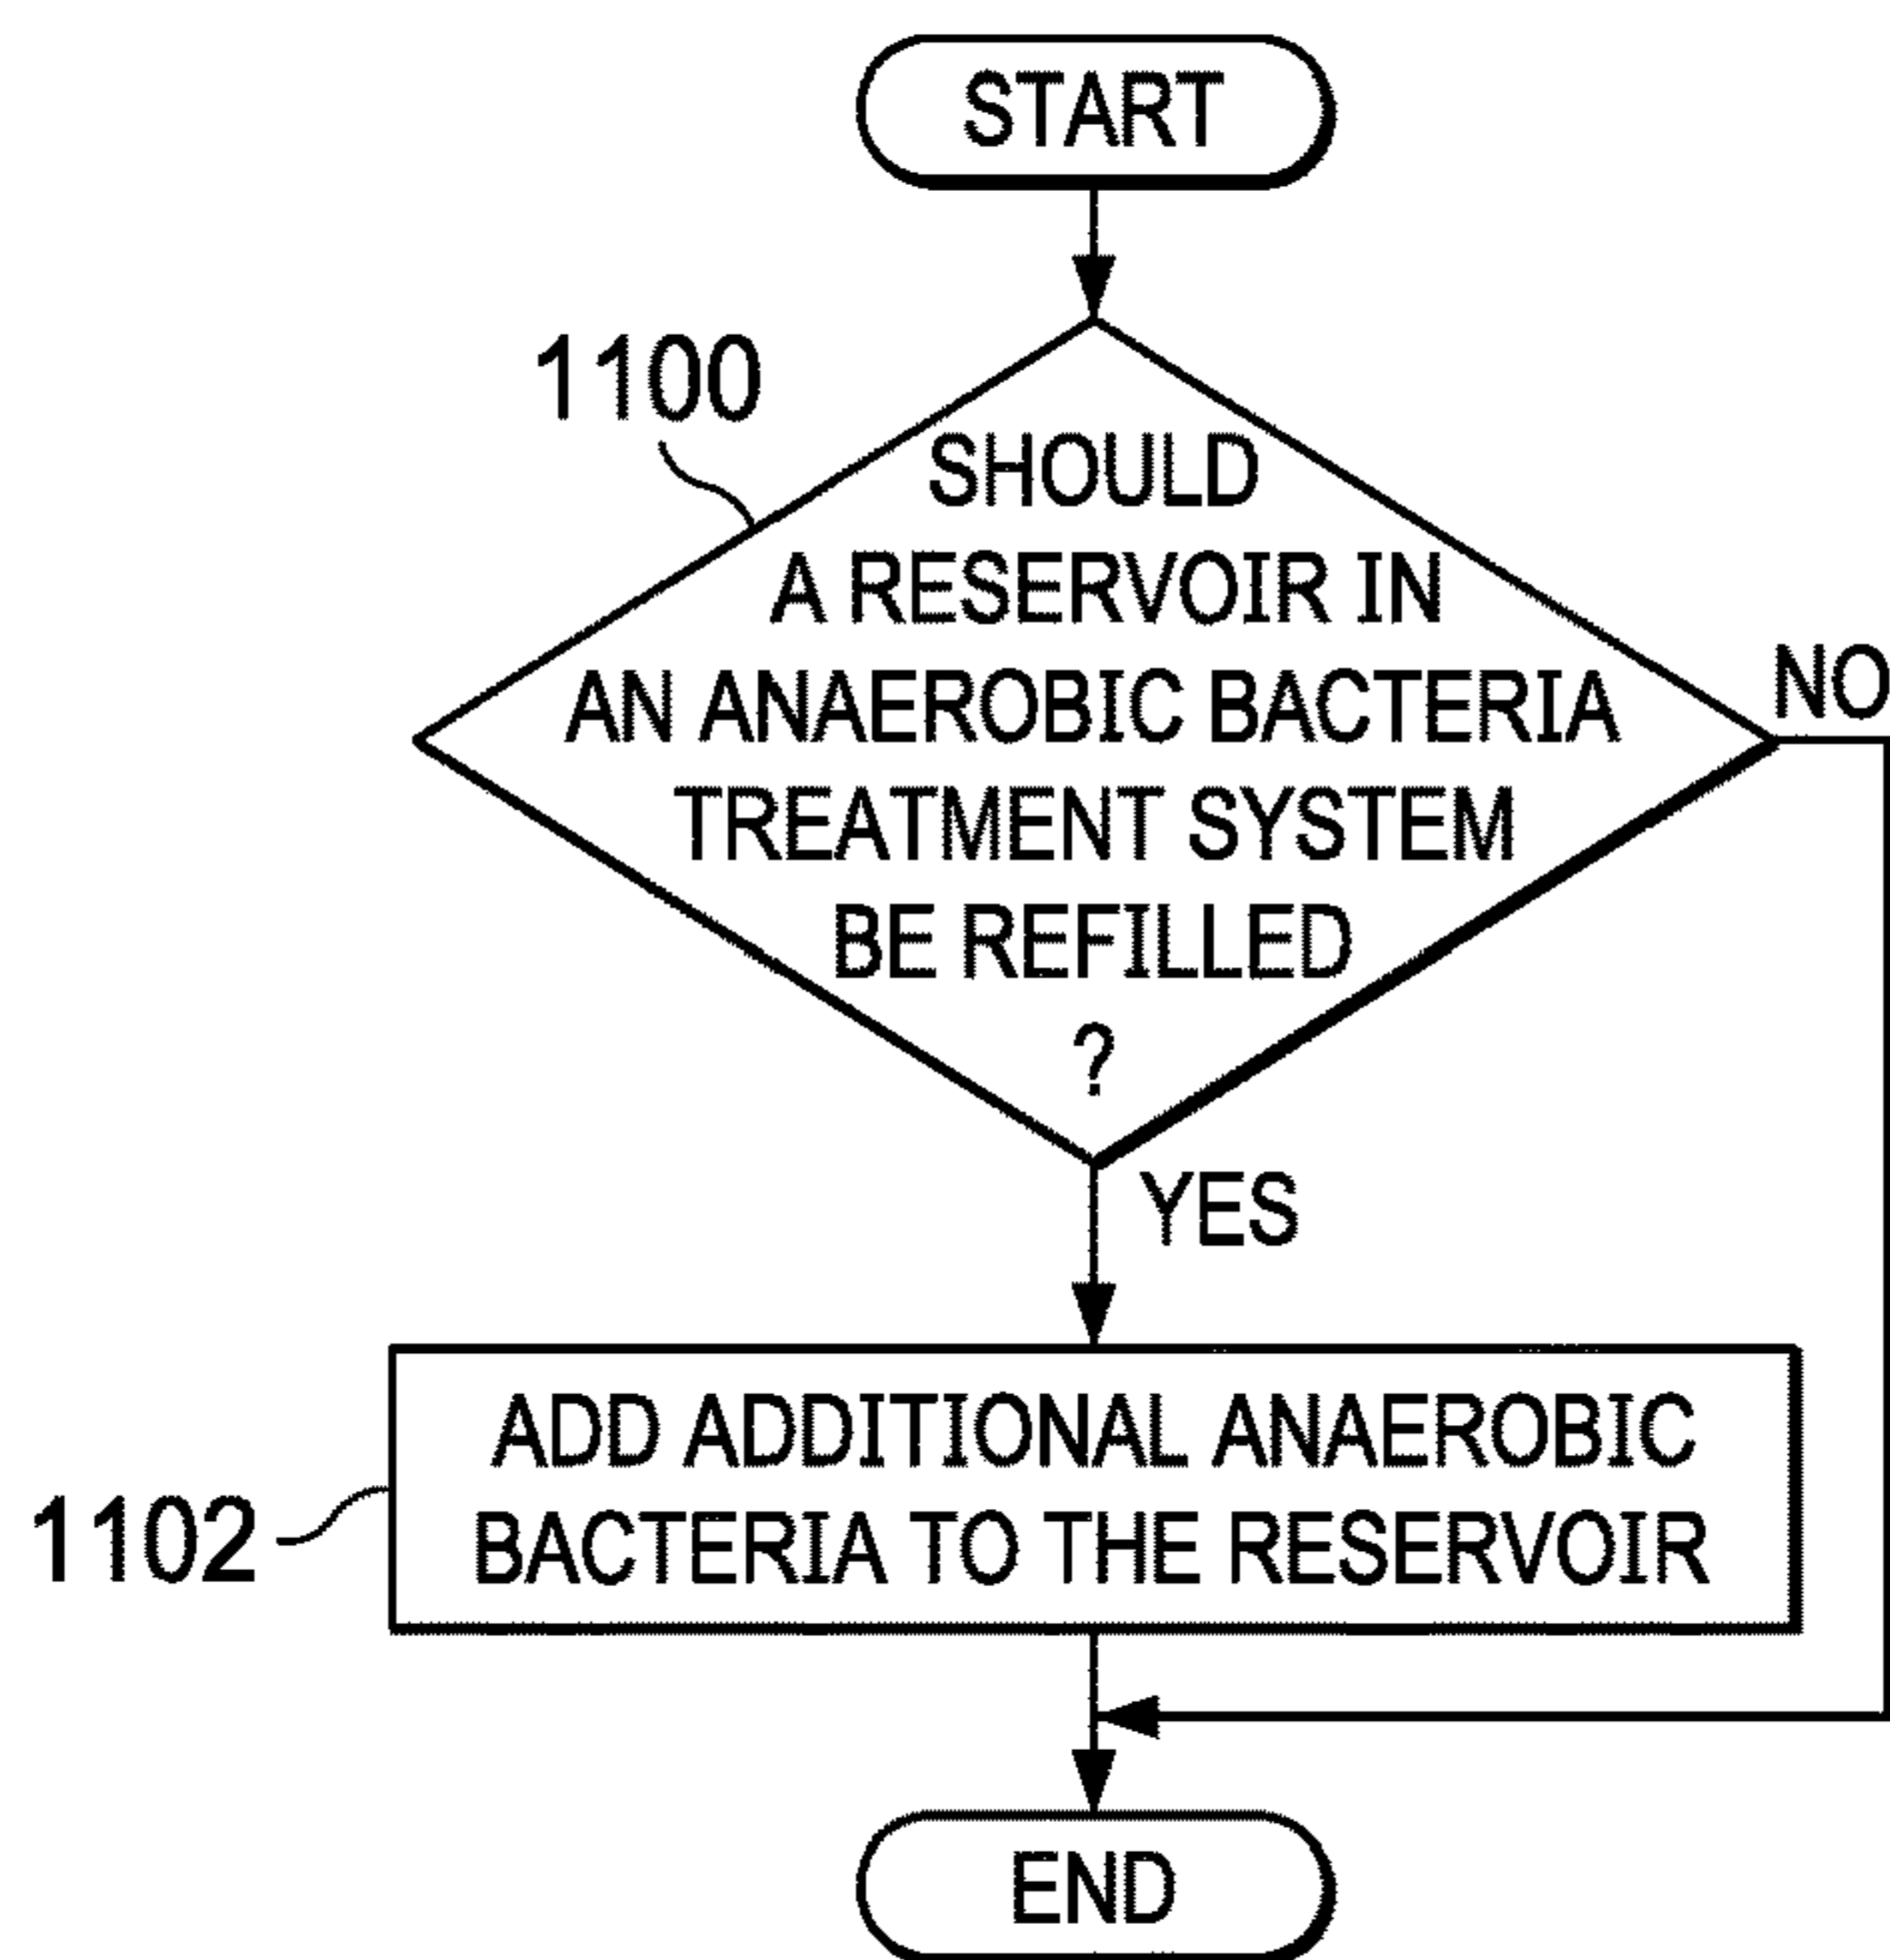 START
1100
SHOULD
A RESERVOIR IN
AN ANAEROBIC BACTERIA
TREATMENT SYSTEM
BE REFILLED
?
NO
YES
ADD ADDITIONAL ANAEROBIC
BACTERIA TO THE RESERVOIR
1102
END